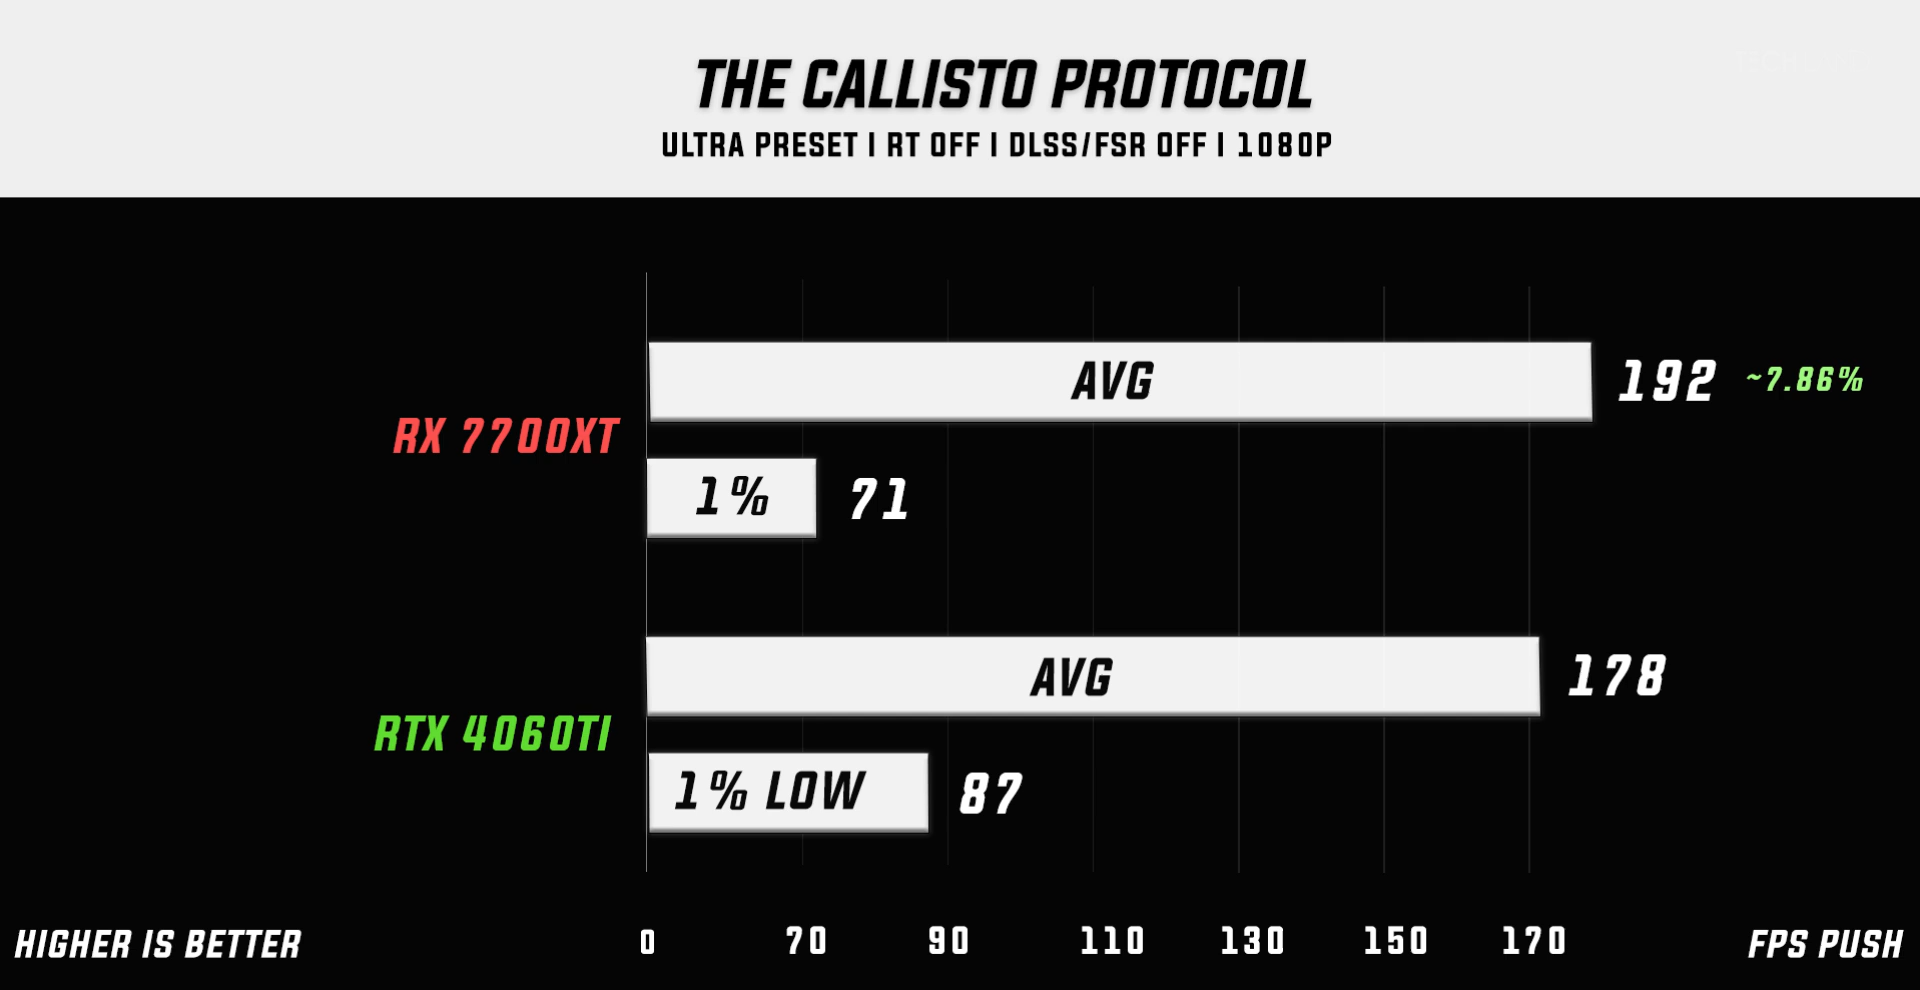 THE CALLISTO PROTOCOL
ULTRA PRESET | RT OFF | DLSS/FSR OFF | 1080P
AVG
192 ~7.86%
RX 7700XT
1%
71
AVG
178
RTX 4060TI
1% LOW
87
0 70 90 110 130 150 170
HIGHER IS BETTER
FPS PUSH